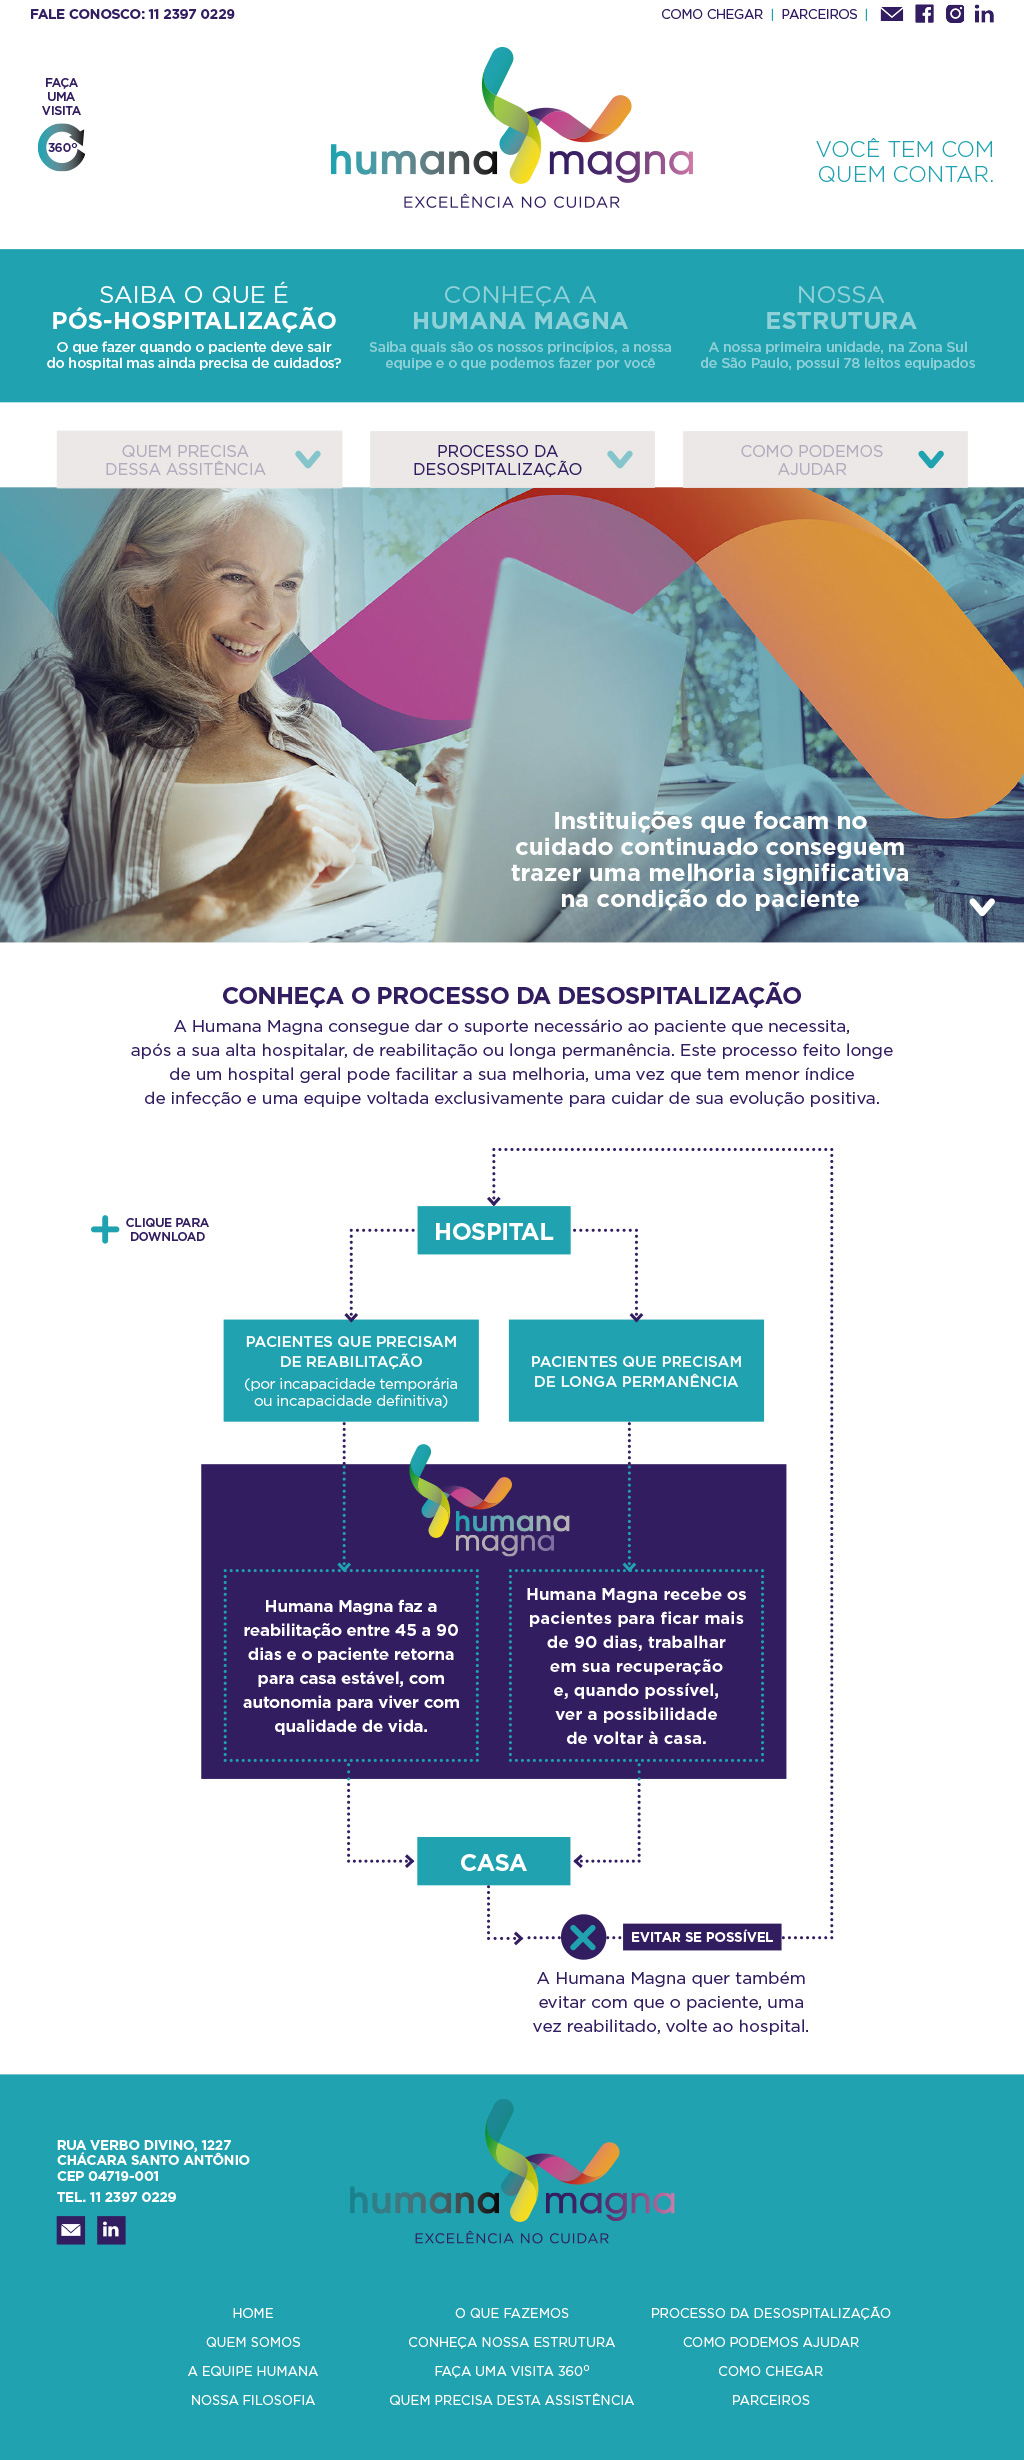 FALE CONOSCO: 11 2397 0229
COMO CHEGAR | PARCEIROS |
FAÇA
UMA
VISITA
360º
humana magna
EXCELÊNCIA NO CUIDAR
VOCÊ TEM COM
QUEM CONTAR.
SAIBA O QUE É
PÓS-HOSPITALIZAÇÃO
O que fazer quando o paciente deve sair
do hospital mas ainda precisa de cuidados?
CONHEÇA A
HUMANA MAGNA
Saiba quais são os nossos princípios, a nossa
equipe e o que podemos fazer por você
NOSSA
ESTRUTURA
A nossa primeira unidade, na Zona Sul
de São Paulo, possui 78 leitos equipados
QUEM PRECISA
DESSA ASSITÊNCIA
PROCESSO DA
DESOSPITALIZAÇÃO
COMO PODEMOS
AJUDAR
Instituições que focam no
cuidado continuado conseguem
trazer uma melhoria significativa
na condição do paciente
CONHEÇA O PROCESSO DA DESOSPITALIZAÇÃO
A Humana Magna consegue dar o suporte necessário ao paciente que necessita,
após a sua alta hospitalar, de reabilitação ou longa permanência. Este processo feito longe
de um hospital geral pode facilitar a sua melhoria, uma vez que tem menor índice
de infecção e uma equipe voltada exclusivamente para cuidar de sua evolução positiva.
CLIQUE PARA
DOWNLOAD
HOSPITAL
PACIENTES QUE PRECISAM
DE REABILITAÇÃO
(por incapacidade temporária
ou incapacidade definitiva)
PACIENTES QUE PRECISAM
DE LONGA PERMANÊNCIA
humana
magna
Humana Magna faz a
reabilitação entre 45 a 90
dias e o paciente retorna
para casa estável, com
autonomia para viver com
qualidade de vida.
Humana Magna recebe os
pacientes para ficar mais
de 90 dias, trabalhar
em sua recuperação
e, quando possível,
ver a possibilidade
de voltar à casa.
CASA
EVITAR SE POSSÍVEL
A Humana Magna quer também
evitar com que o paciente, uma
vez reabilitado, volte ao hospital.
RUA VERBO DIVINO, 1227
CHÁCARA SANTO ANTÔNIO
CEP 04719-001
TEL. 11 2397 0229
humana magna
EXCELÊNCIA NO CUIDAR
HOME
QUEM SOMOS
A EQUIPE HUMANA
NOSSA FILOSOFIA
O QUE FAZEMOS
CONHEÇA NOSSA ESTRUTURA
FAÇA UMA VISITA 360º
QUEM PRECISA DESTA ASSISTÊNCIA
PROCESSO DA DESOSPITALIZAÇÃO
COMO PODEMOS AJUDAR
COMO CHEGAR
PARCEIROS